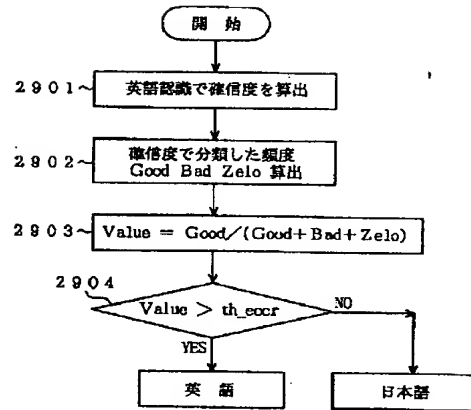 開 始
2901
英語認識で確信度を算出
2902
確信度で分類した頻度
Good Bad Zelo 算出
2903
Value = Good/(Good+Bad+Zelo)
2904
Value > th_eocr
NO
YES
英 語
日本語